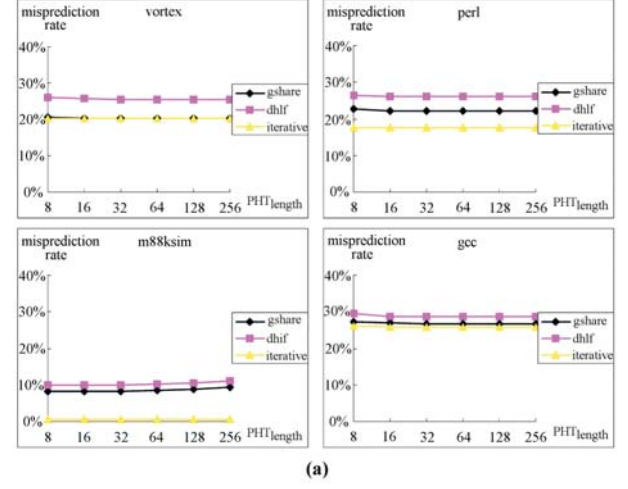 misprediction rate
vortex
40%
30%
20%
10%
0%
8 16 32 64 128 256 PHTlength
gshare
dhlf
iterative
misprediction rate
perl
40%
30%
20%
10%
0%
8 16 32 64 128 256 PHTlength
gshare
dhlf
iterative
misprediction rate
m88ksim
40%
30%
20%
10%
0%
8 16 32 64 128 256 PHTlength
gshare
dhif
iterative
misprediction rate
gcc
40%
30%
20%
10%
0%
8 16 32 64 128 256 PHTlength
gshare
dhlf
iterative
(a)